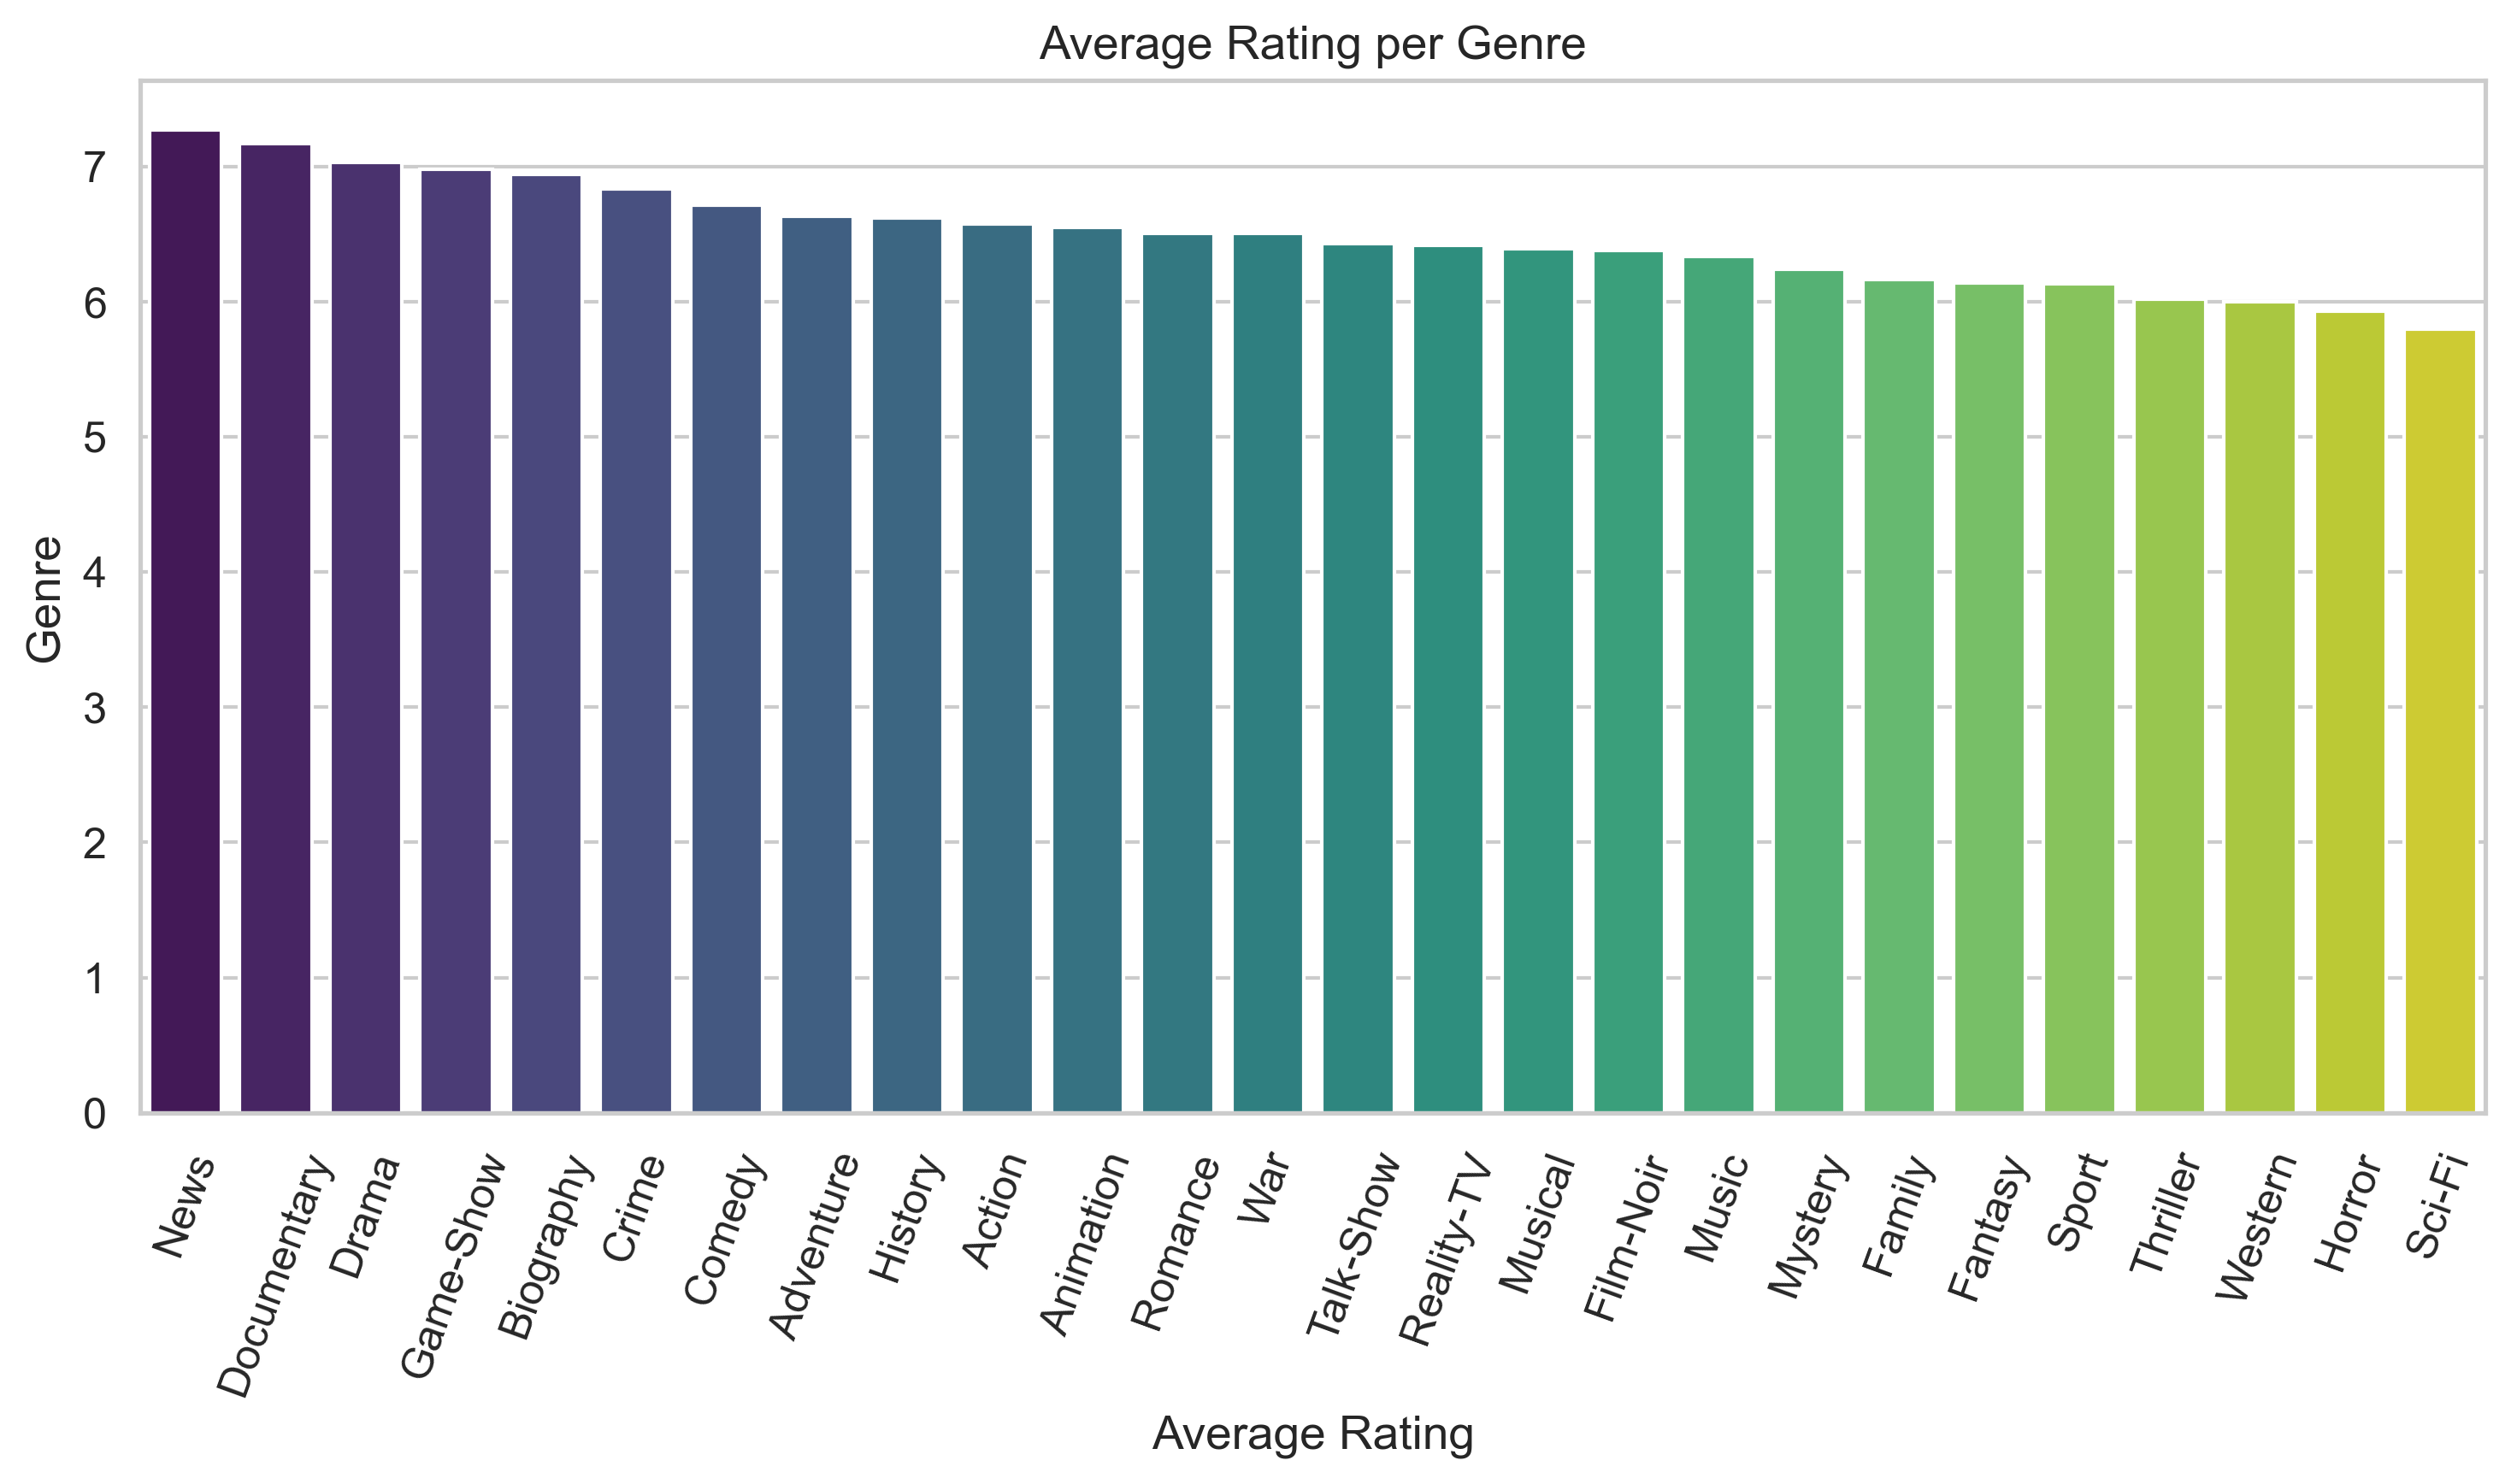 Average Rating per Genre
7
6
5
4
3
2
1
0
Genre
News
Documentary
Drama
Game-Show
Biography
Crime
Comedy
Adventure
History
Action
Animation
Romance
War
Talk-Show
Reality-TV
Musical
Film-Noir
Music
Mystery
Family
Fantasy
Sport
Thriller
Western
Horror
Sci-Fi
Average Rating